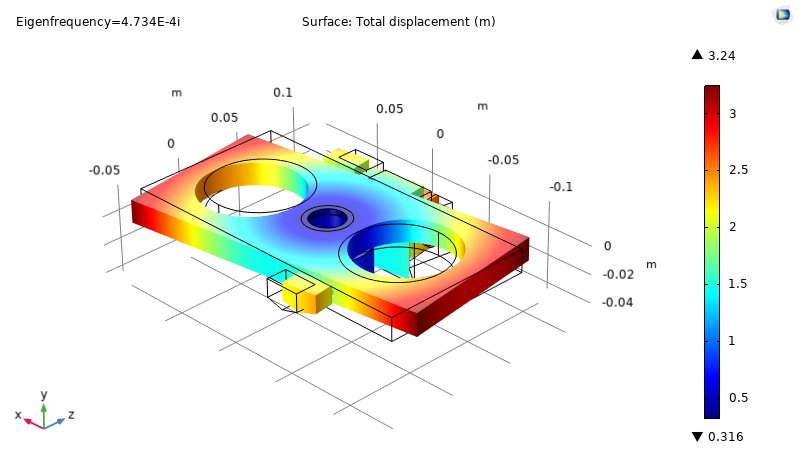 Eigenfrequency=4.734E-4i
Surface: Total displacement (m)
▲ 3.24
m
0.1
0.05
m
0.05
0
0
-0.05
-0.05
-0.1
0
m
-0.02
-0.04
3
2.5
2
1.5
1
0.5
▼ 0.316
y
x
z